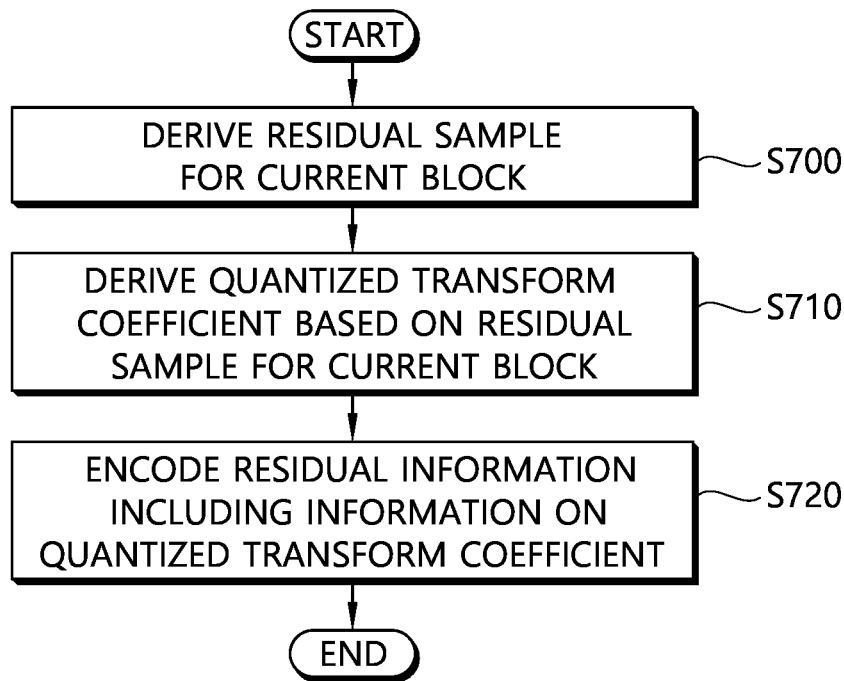 START
DERIVE RESIDUAL SAMPLE
FOR CURRENT BLOCK
S700
DERIVE QUANTIZED TRANSFORM
COEFFICIENT BASED ON RESIDUAL
SAMPLE FOR CURRENT BLOCK
S710
ENCODE RESIDUAL INFORMATION
INCLUDING INFORMATION ON
QUANTIZED TRANSFORM COEFFICIENT
S720
END